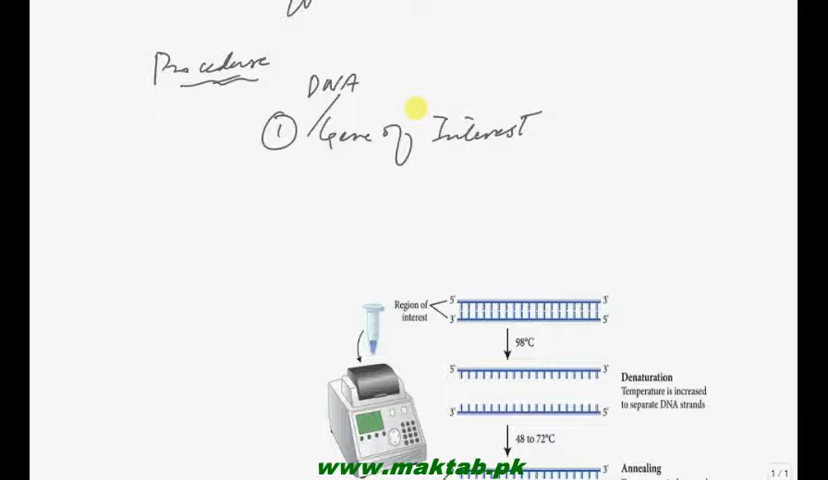 Procedure
DNA
① / Gene of Interest
Region of
interest
5' 3'
3' 5'
98°C
5' 3'
3' 5'
Denaturation
Temperature is increased
to separate DNA strands
48 to 72°C
Annealing
3'
www.maktab.pk
1/1